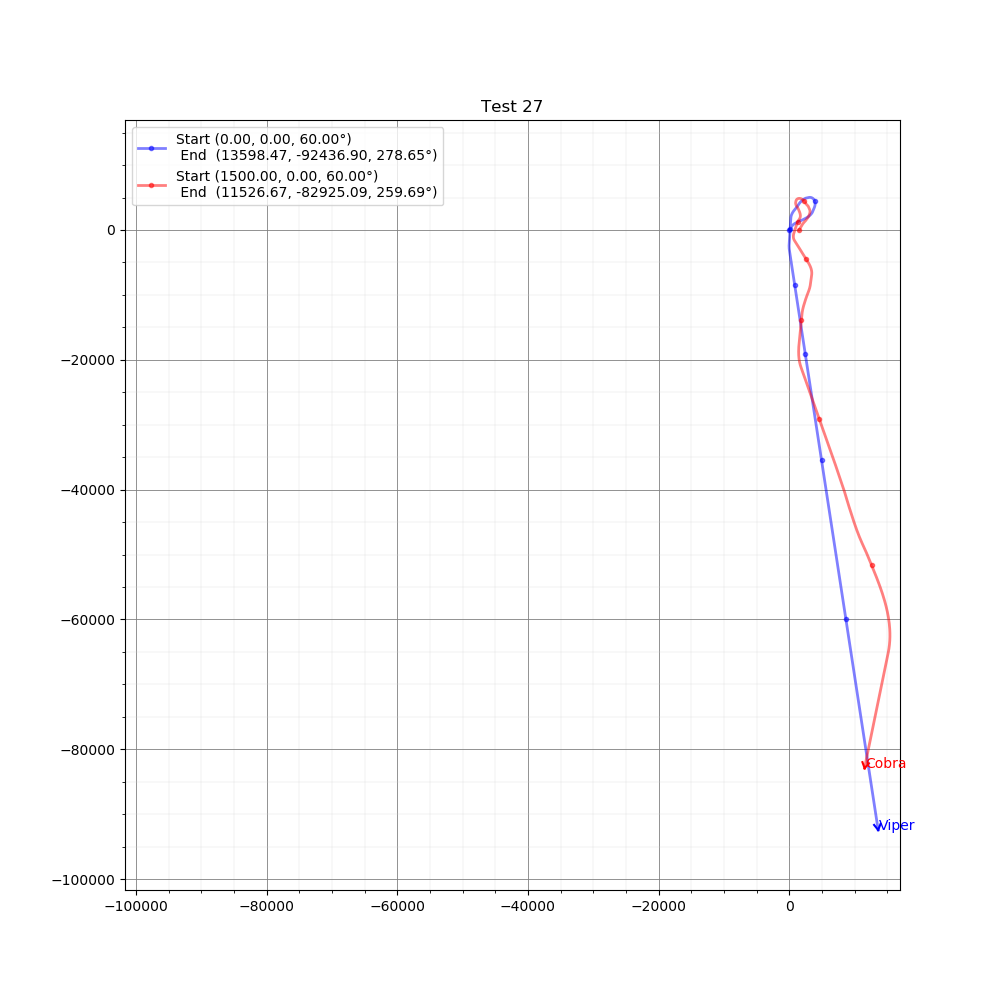 Test 27
Start (0.00, 0.00, 60.00°)
End (13598.47, -92436.90, 278.65°)
Start (1500.00, 0.00, 60.00°)
End (11526.67, -82925.09, 259.69°)
0
−20000
−40000
−60000
−80000
−100000
Cobra
Viper
−100000 −80000 −60000 −40000 −20000 0